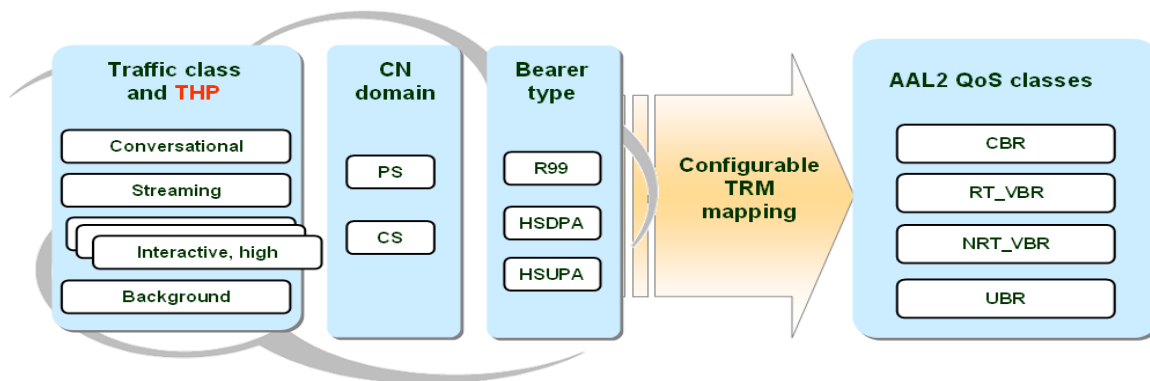 Traffic class
and THP
Conversational
Streaming
Interactive, high
Background
CN
domain
PS
CS
Bearer
type
R99
HSDPA
HSUPA
Configurable
TRM
mapping
AAL2 QoS classes
CBR
RT_VBR
NRT_VBR
UBR